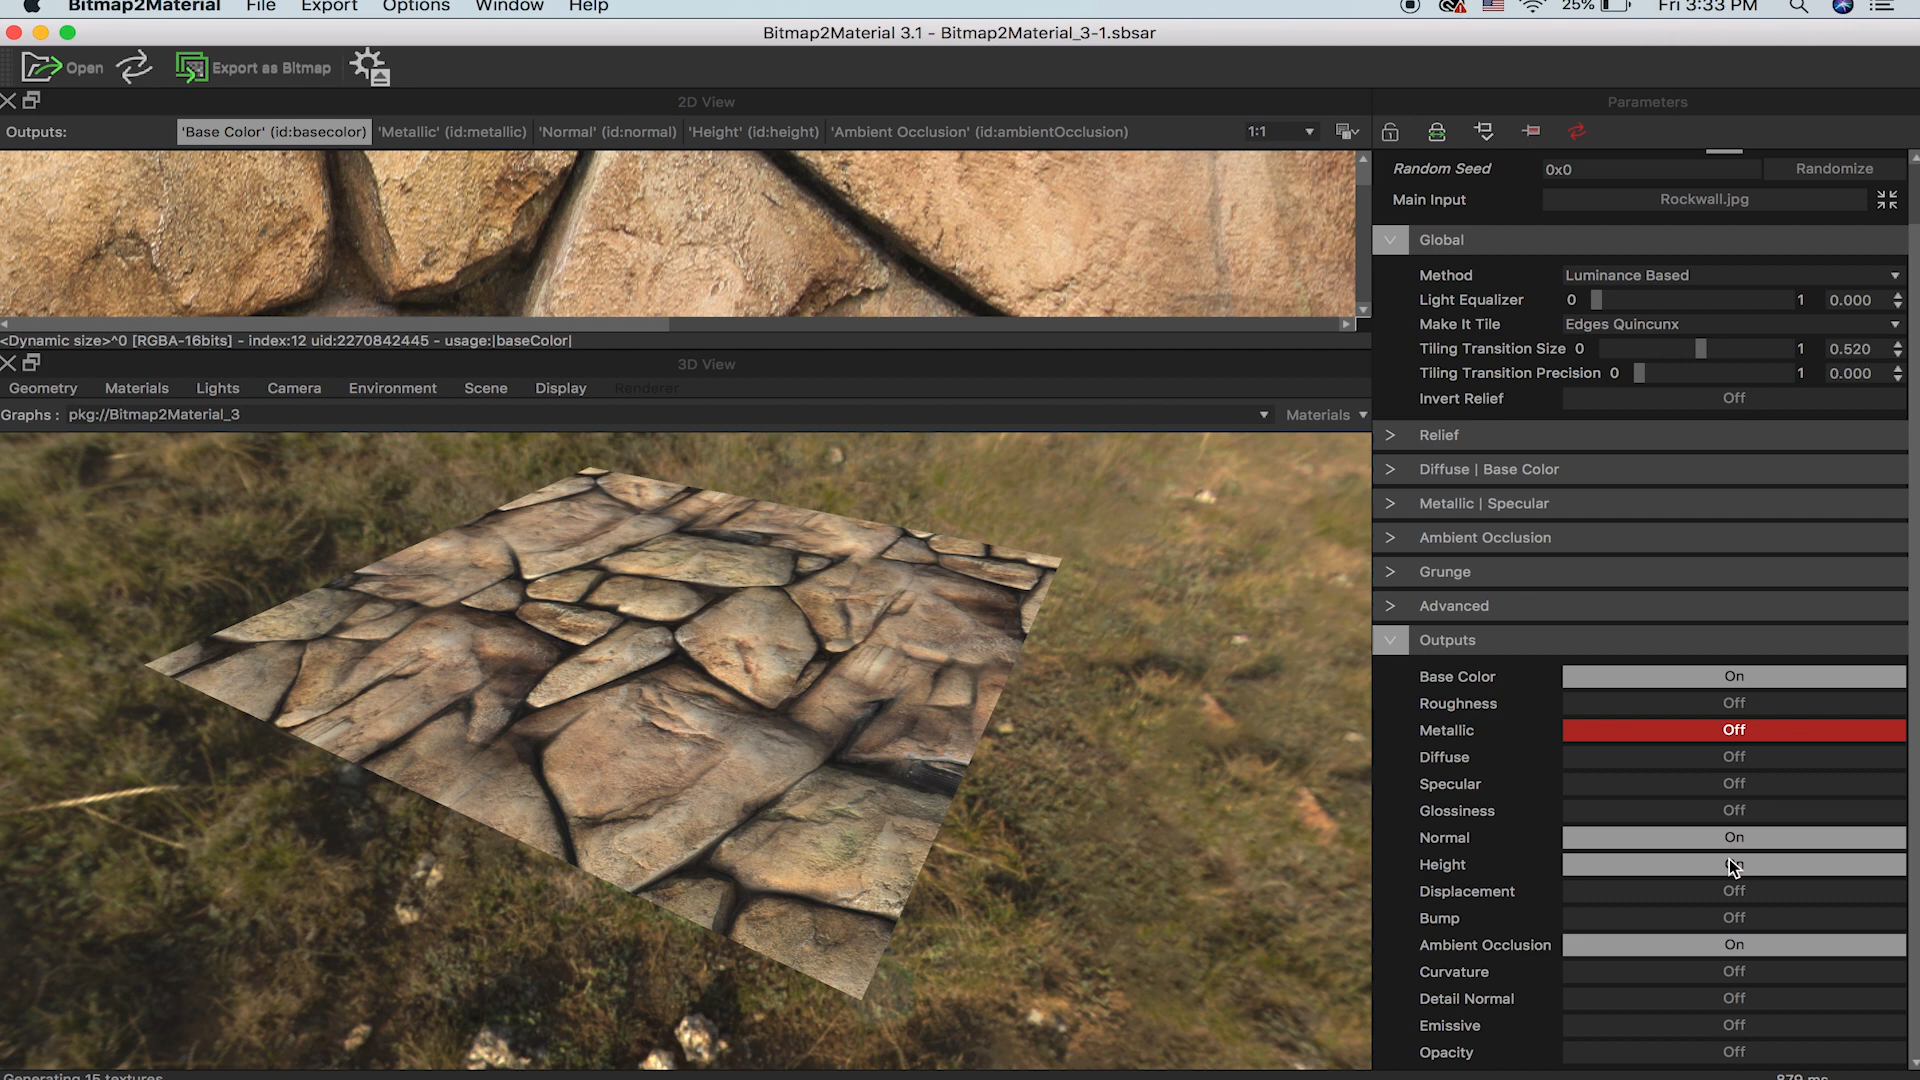 Bitmap2Material File Export Options Window Help 25% Fri 3:33 PM
Bitmap2Material 3.1 - Bitmap2Material_3-1.sbsar
Open Export as Bitmap
2D View
Outputs: 'Base Color' (id:basecolor) 'Metallic' (id:metallic) 'Normal' (id:normal) 'Height' (id:height) 'Ambient Occlusion' (id:ambientOcclusion) 1:1
<Dynamic size>^0 [RGBA-16bits] - index:12 uid:2270842445 - usage:|baseColor|
3D View
Geometry Materials Lights Camera Environment Scene Display Renderer
Graphs : pkg://Bitmap2Material_3 Materials
Generating 15 textures
Parameters
Random Seed 0x0 Randomize
Main Input Rockwall.jpg
Global
Method Luminance Based
Light Equalizer 0 1 0.000
Make It Tile Edges Quincunx
Tiling Transition Size 0 1 0.520
Tiling Transition Precision 0 1 0.000
Invert Relief Off
Relief
Diffuse | Base Color
Metallic | Specular
Ambient Occlusion
Grunge
Advanced
Outputs
Base Color On
Roughness Off
Metallic Off
Diffuse Off
Specular Off
Glossiness Off
Normal On
Height
Displacement Off
Bump Off
Ambient Occlusion On
Curvature Off
Detail Normal Off
Emissive Off
Opacity Off
879 ms